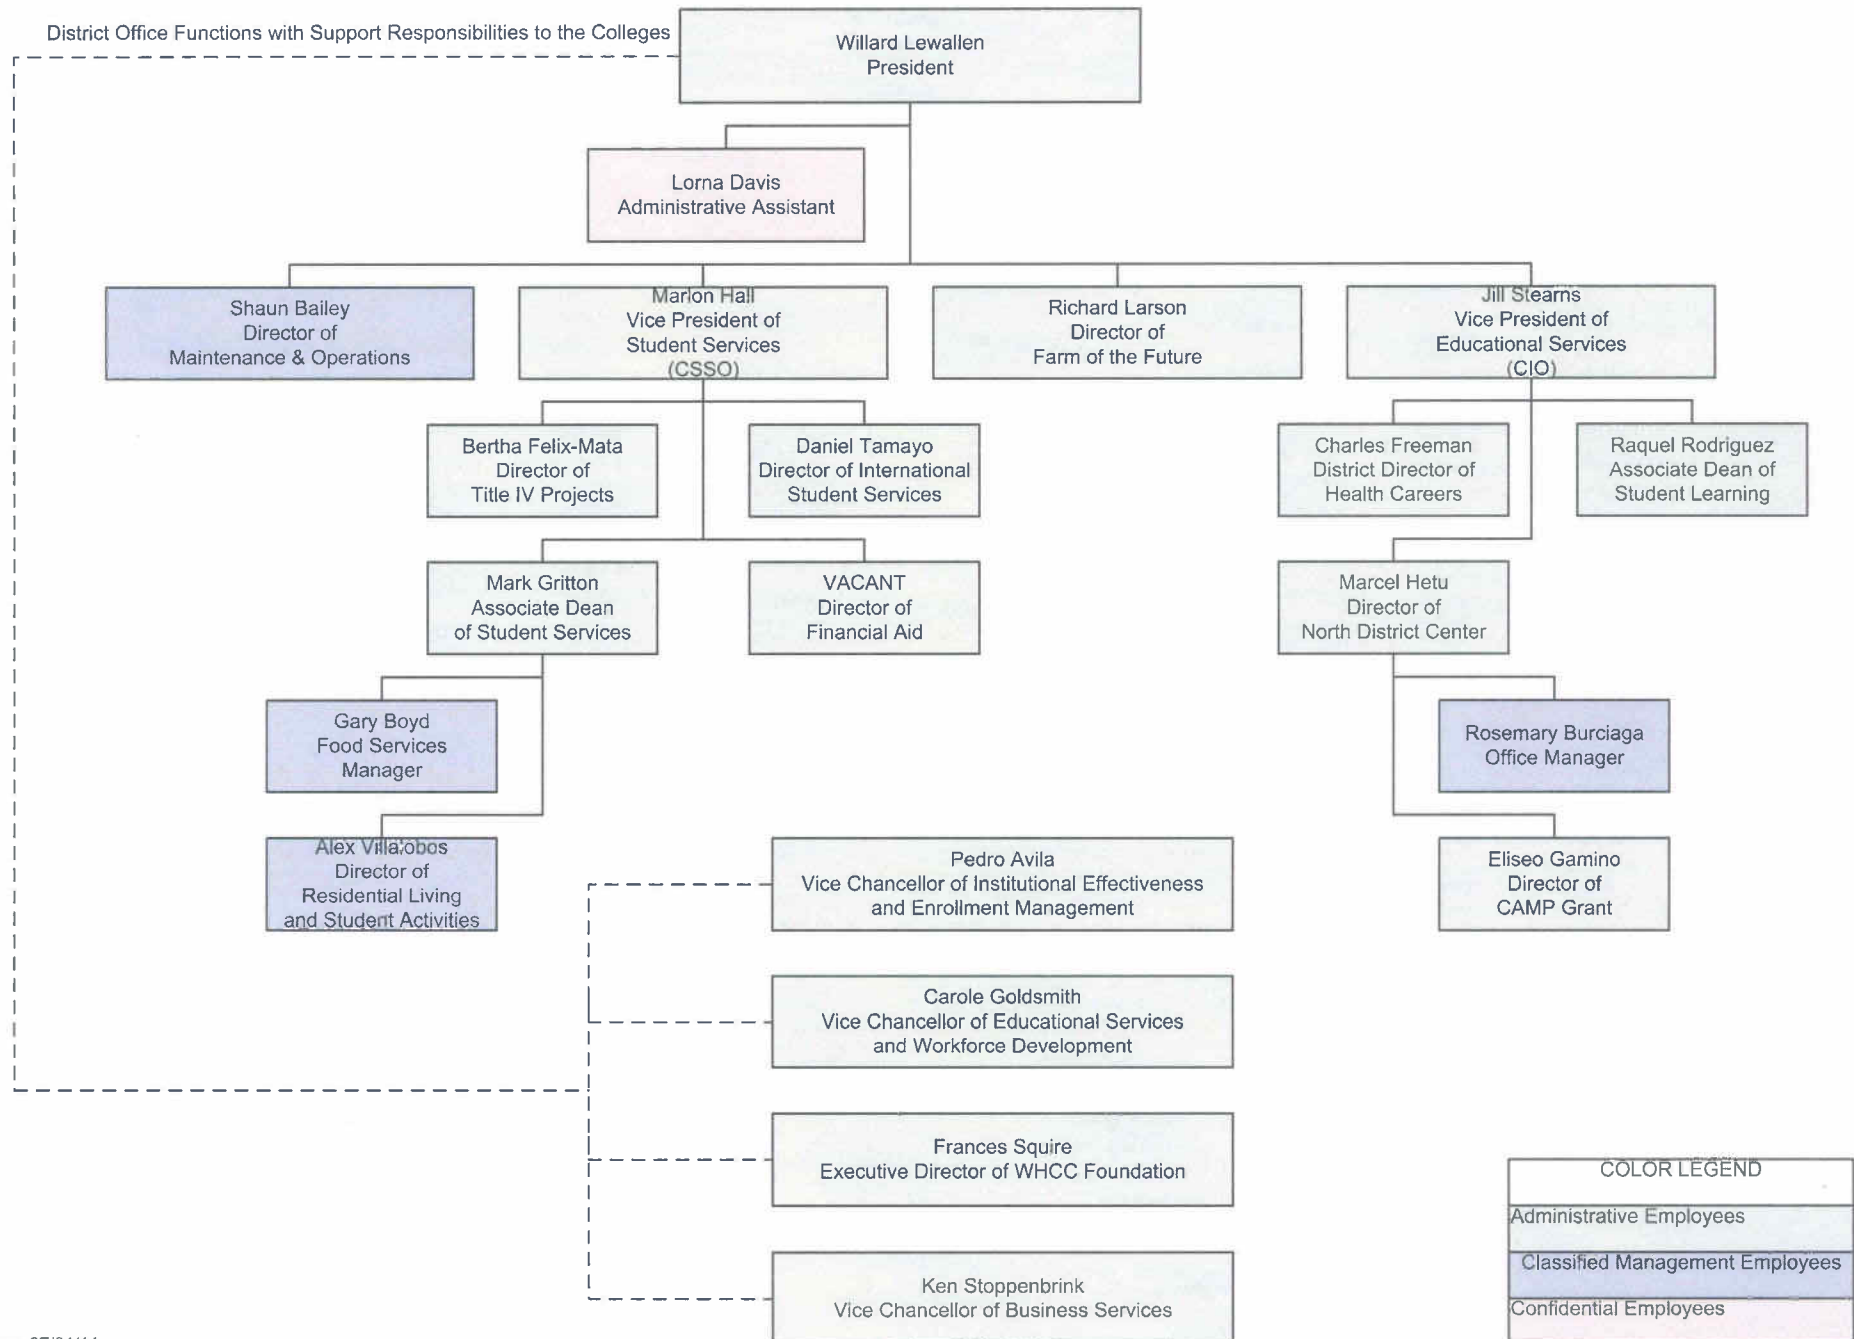 District Office Functions with Support Responsibilities to the Colleges
Willard Lewallen
President
Lorna Davis
Administrative Assistant
Shaun Bailey
Director of
Maintenance & Operations
Marlon Hall
Vice President of
Student Services
(CSSO)
Richard Larson
Director of
Farm of the Future
Jill Stearns
Vice President of
Educational Services
(CIO)
Bertha Felix-Mata
Director of
Title IV Projects
Daniel Tamayo
Director of International
Student Services
Charles Freeman
District Director of
Health Careers
Raquel Rodriguez
Associate Dean of
Student Learning
Mark Gritton
Associate Dean
of Student Services
VACANT
Director of
Financial Aid
Marcel Hetu
Director of
North District Center
Gary Boyd
Food Services
Manager
Rosemary Burciaga
Office Manager
Alex Villalobos
Director of
Residential Living
and Student Activities
Pedro Avila
Vice Chancellor of Institutional Effectiveness
and Enrollment Management
Eliseo Gamino
Director of
CAMP Grant
Carole Goldsmith
Vice Chancellor of Educational Services
and Workforce Development
Frances Squire
Executive Director of WHCC Foundation
Ken Stoppenbrink
Vice Chancellor of Business Services
COLOR LEGEND
Administrative Employees
Classified Management Employees
Confidential Employees